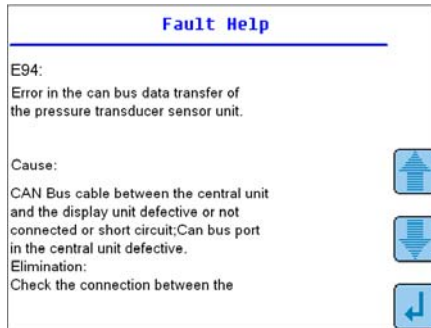 Fault Help
E94:
Error in the can bus data transfer of
the pressure transducer sensor unit.
Cause:
CAN Bus cable between the central unit
and the display unit defective or not
connected or short circuit;Can bus port
in the central unit defective.
Elimination:
Check the connection between the